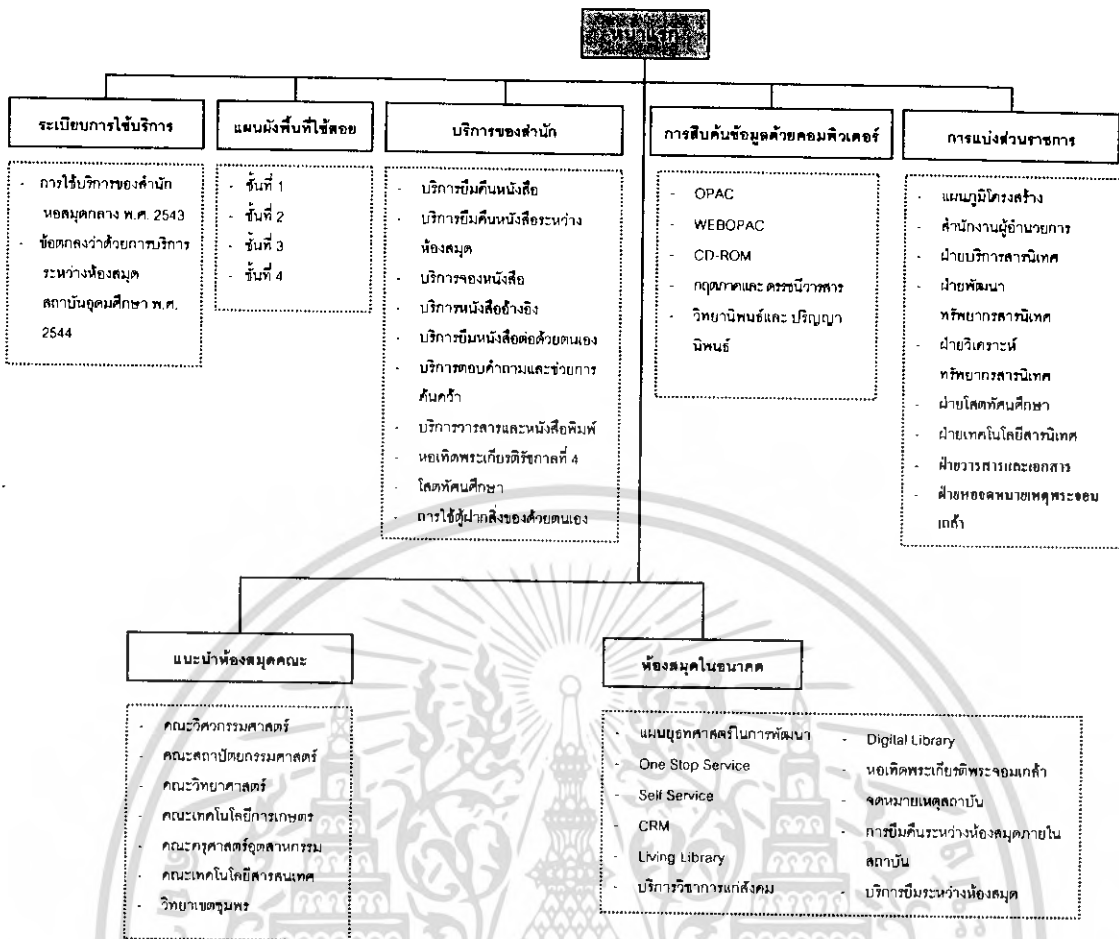 หน้าแรก
ระเบียบการใช้บริการ
- การใช้บริการของสำนัก
หอสมุดกลาง พ.ศ. 2543
- ข้อตกลงว่าด้วยการบริการ
ระหว่างห้องสมุด
สถาบันอุดมศึกษา พ.ศ.
2544
แผนผังพื้นที่ใช้สอย
- ชั้นที่ 1
- ชั้นที่ 2
- ชั้นที่ 3
- ชั้นที่ 4
บริการของสำนัก
- บริการยืมคืนหนังสือ
- บริการยืมคืนหนังสือระหว่าง
ห้องสมุด
- บริการจองหนังสือ
- บริการหนังสืออ้างอิง
- บริการยืมหนังสือต่อด้วยตนเอง
- บริการตอบคำถามและช่วยการ
ค้นคว้า
- บริการวารสารและหนังสือพิมพ์
- หอเทิดพระเกียรติรัชกาลที่ 4
- โสตทัศนศึกษา
- การใช้ตู้ฝากสิ่งของด้วยตนเอง
การสืบค้นข้อมูลด้วยคอมพิวเตอร์
- OPAC
- WEBOPAC
- CD-ROM
- กฤตภาคและ ดรรชนีวารสาร
- วิทยานิพนธ์และ ปริญญา
นิพนธ์
การแบ่งส่วนราชการ
- แผนภูมิโครงสร้าง
- สำนักงานผู้อำนวยการ
- ฝ่ายบริการสารนิเทศ
- ฝ่ายพัฒนา
ทรัพยากรสารนิเทศ
- ฝ่ายวิเคราะห์
ทรัพยากรสารนิเทศ
- ฝ่ายโสตทัศนศึกษา
- ฝ่ายเทคโนโลยีสารนิเทศ
- ฝ่ายวารสารและเอกสาร
- ฝ่ายหอจดหมายเหตุพระจอม
เกล้า
แนะนำห้องสมุดคณะ
- คณะวิศวกรรมศาสตร์
- คณะสถาปัตยกรรมศาสตร์
- คณะวิทยาศาสตร์
- คณะเทคโนโลยีการเกษตร
- คณะครุศาสตร์อุตสาหกรรม
- คณะเทคโนโลยีสารสนเทศ
- วิทยาเขตชุมพร
ห้องสมุดในอนาคต
- แผนยุทธศาสตร์ในการพัฒนา
- One Stop Service
- Self Service
- CRM
- Living Library
- บริการวิชาการแก่สังคม
- Digital Library
- หอเทิดพระเกียรติพระจอมเกล้า
- จดหมายเหตุสถาบัน
- การยืมคืนระหว่างห้องสมุดภายใน
สถาบัน
- บริการยืมระหว่างห้องสมุด